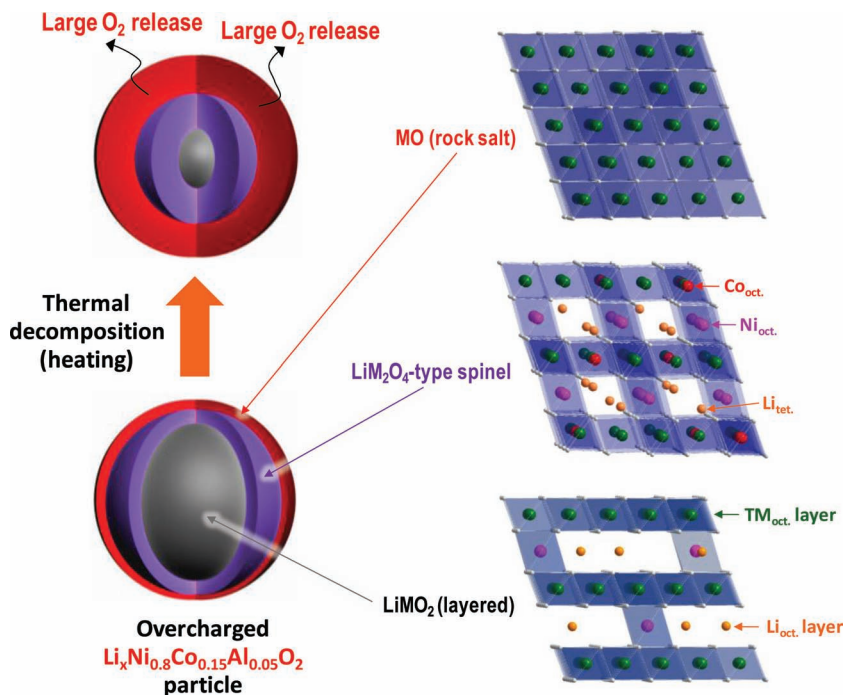 Large O₂ release
Large O₂ release
MO (rock salt)
Thermal
decomposition
(heating)
Co oct.
Ni oct.
LiM₂O₄-type spinel
Li tet.
TM oct. layer
LiMO₂ (layered)
Li oct. layer
Overcharged
LiₓNi₀.₈Co₀.₁₅Al₀.₀₅O₂
particle